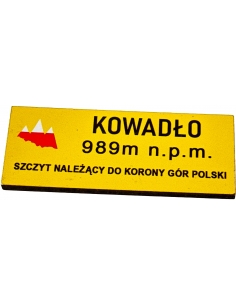 KOWADŁO
989m n.p.m.
SZCZYT NALEŻĄCY DO KORONY GÓR POLSKI